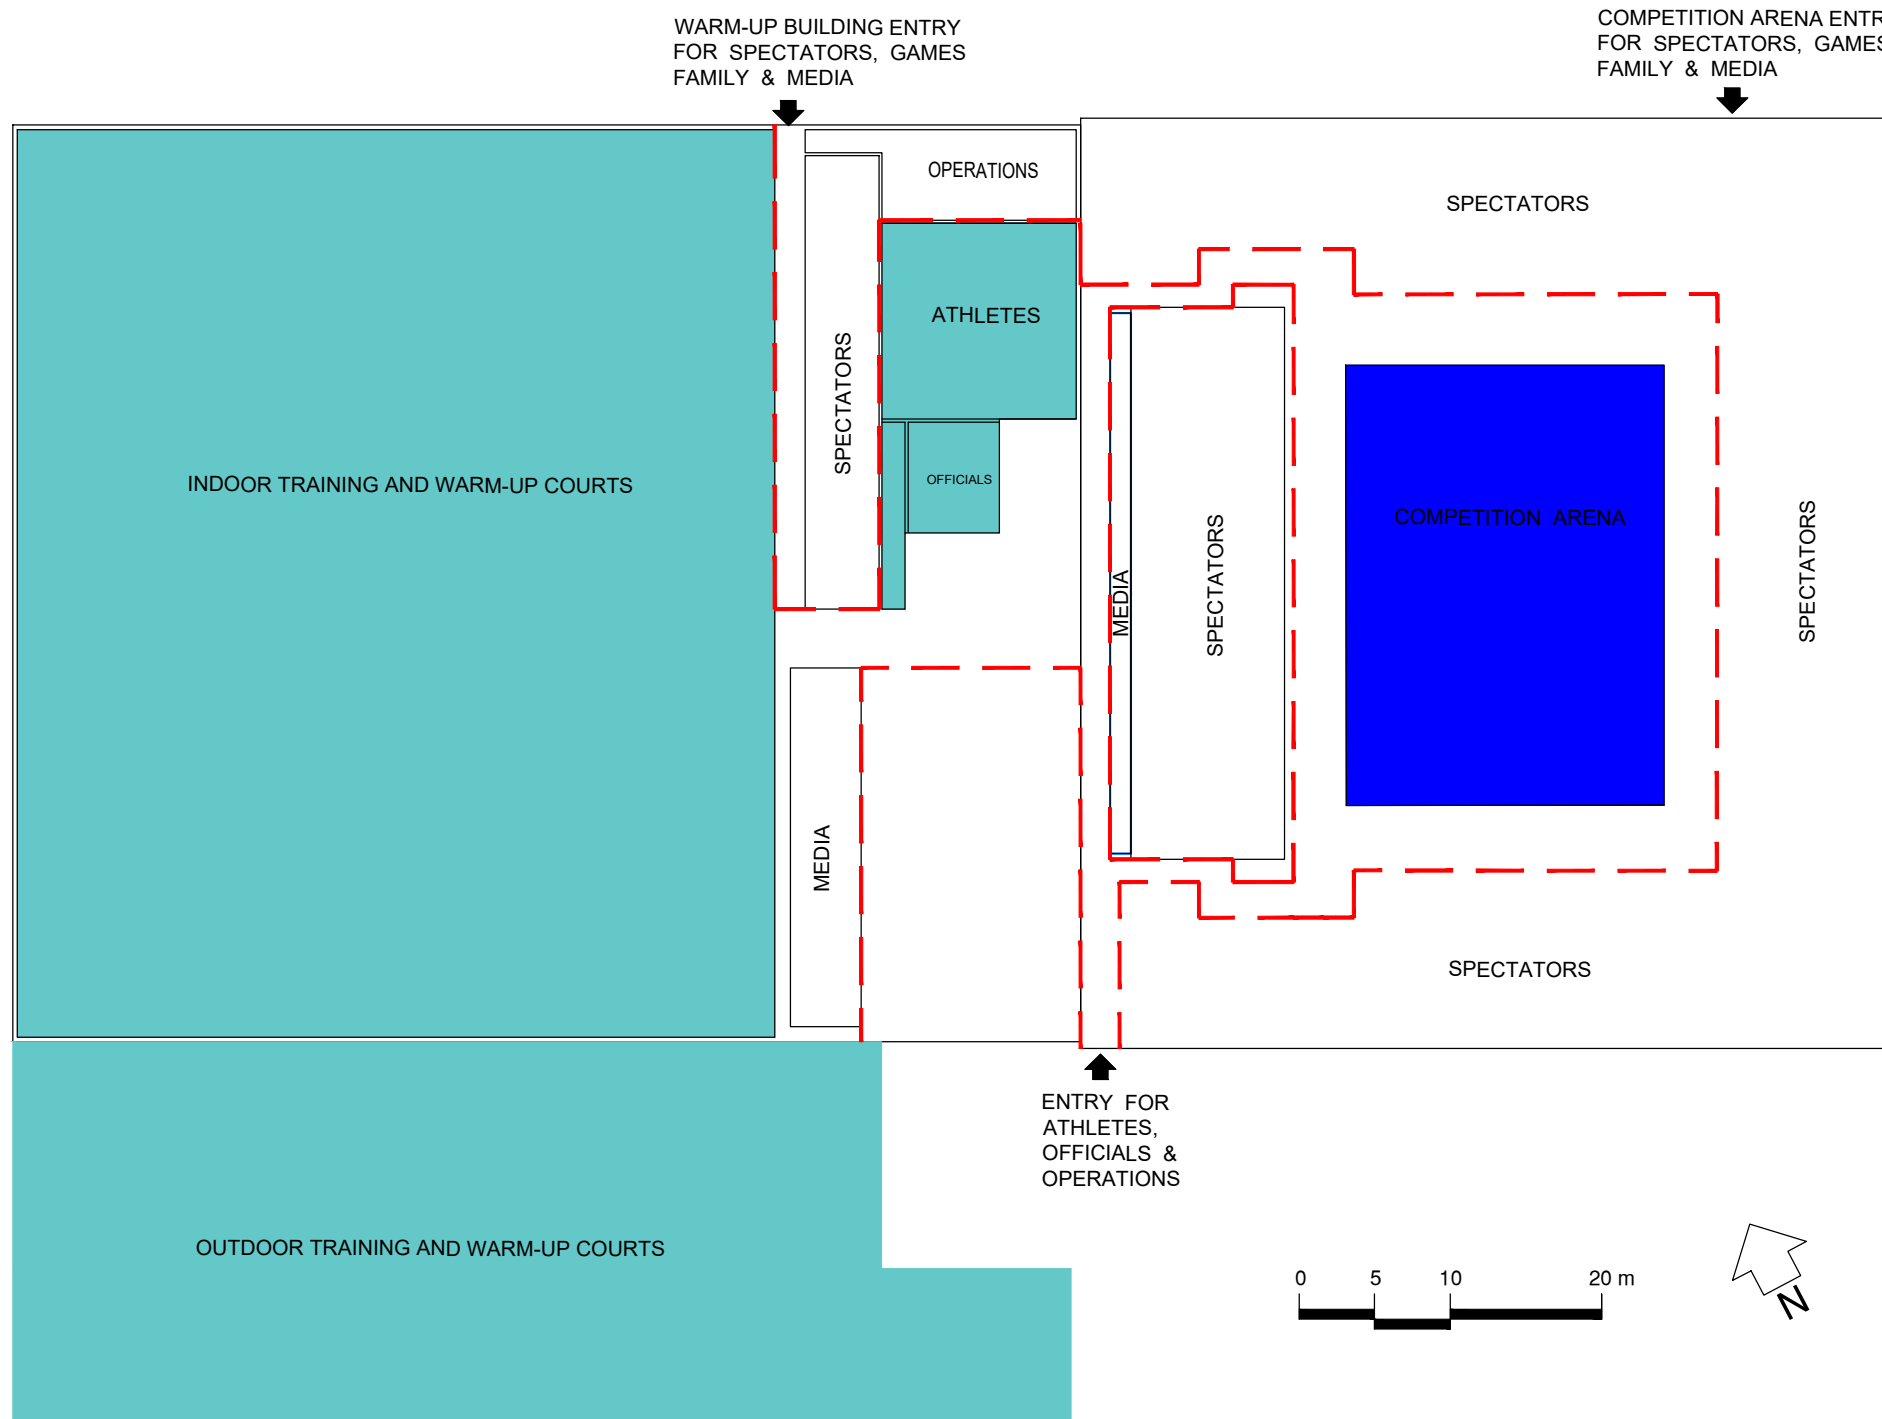 WARM-UP BUILDING ENTRY
FOR SPECTATORS, GAMES
FAMILY & MEDIA
COMPETITION ARENA ENTR
FOR SPECTATORS, GAMES
FAMILY & MEDIA
OPERATIONS
SPECTATORS
ATHLETES
SPECTATORS
OFFICIALS
INDOOR TRAINING AND WARM-UP COURTS
COMPETITION ARENA
SPECTATORS
SPECTATORS
MEDIA
MEDIA
SPECTATORS
ENTRY FOR
ATHLETES,
OFFICIALS &
OPERATIONS
OUTDOOR TRAINING AND WARM-UP COURTS
0 5 10 20 m
N